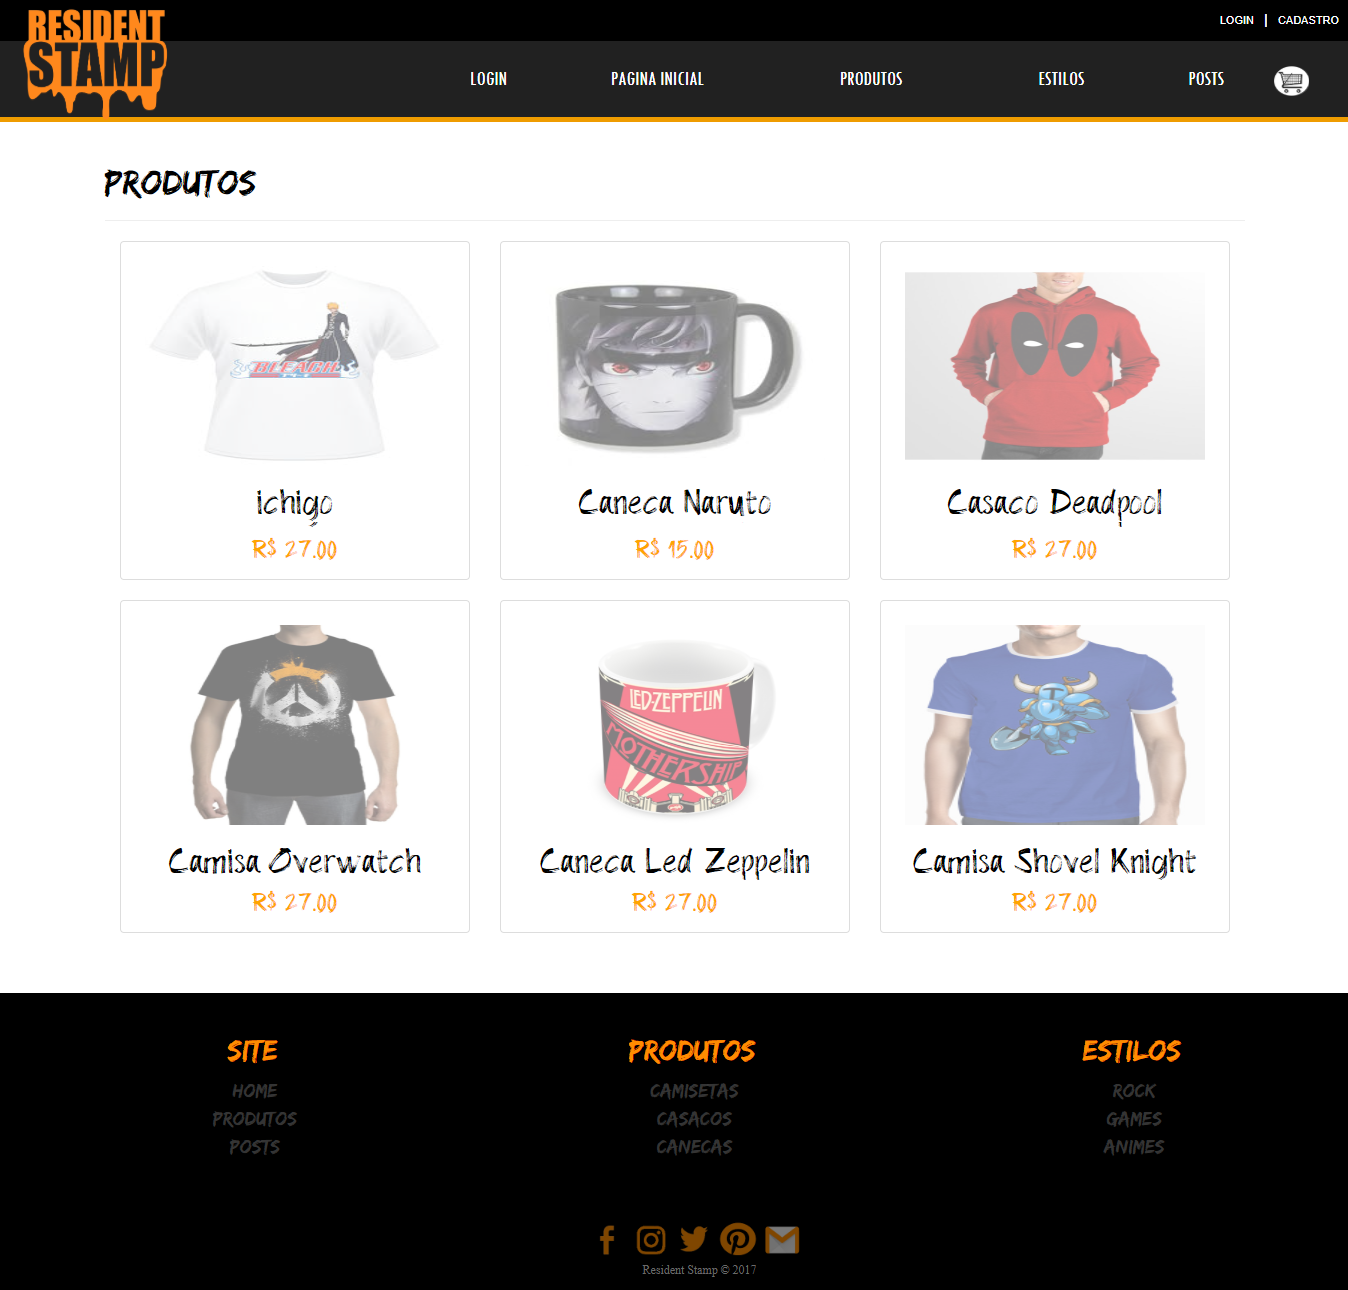 RESIDENT
STAMP
LOGIN | CADASTRO
LOGIN PAGINA INICIAL PRODUTOS ESTILOS POSTS
PRODUTOS
BLEACH
ichigo
R$ 27.00
Caneca Naruto
R$ 15.00
Casaco Deadpool
R$ 27.00
Camisa Overwatch
R$ 27.00
LED-ZEPPELIN
MOTHERSHIP
Caneca Led Zeppelin
R$ 27.00
Camisa Shovel Knight
R$ 27.00
SITE
HOME
PRODUTOS
POSTS
PRODUTOS
CAMISETAS
CASACOS
CANECAS
ESTILOS
ROCK
GAMES
ANIMES
Resident Stamp © 2017